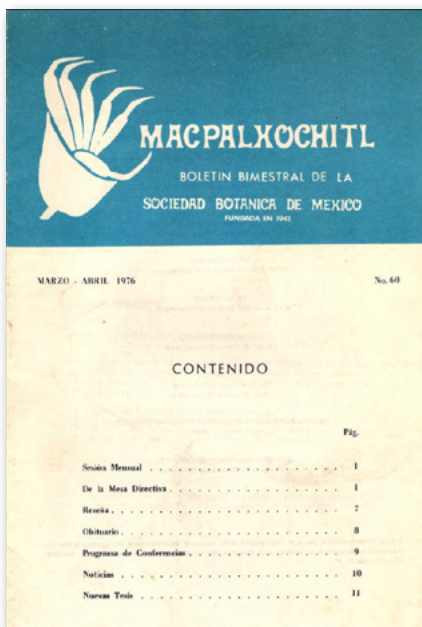 MACPALXOCHITL
BOLETIN BIMESTRAL DE LA
SOCIEDAD BOTANICA DE MEXICO
FUNDADA EN 1941
MARZO - ABRIL 1976 No. 60
CONTENIDO
Pág.
Sesión Mensual . . . . . . . . . . . . . . . . . . . . . 1
De la Mesa Directiva . . . . . . . . . . . . . . . . . . . 1
Reseña . . . . . . . . . . . . . . . . . . . . . . . . . 7
Obituario . . . . . . . . . . . . . . . . . . . . . . . . 8
Programa de Conferencias . . . . . . . . . . . . . . . . 9
Noticias . . . . . . . . . . . . . . . . . . . . . . . . 10
Nuevas Tesis . . . . . . . . . . . . . . . . . . . . . . 11